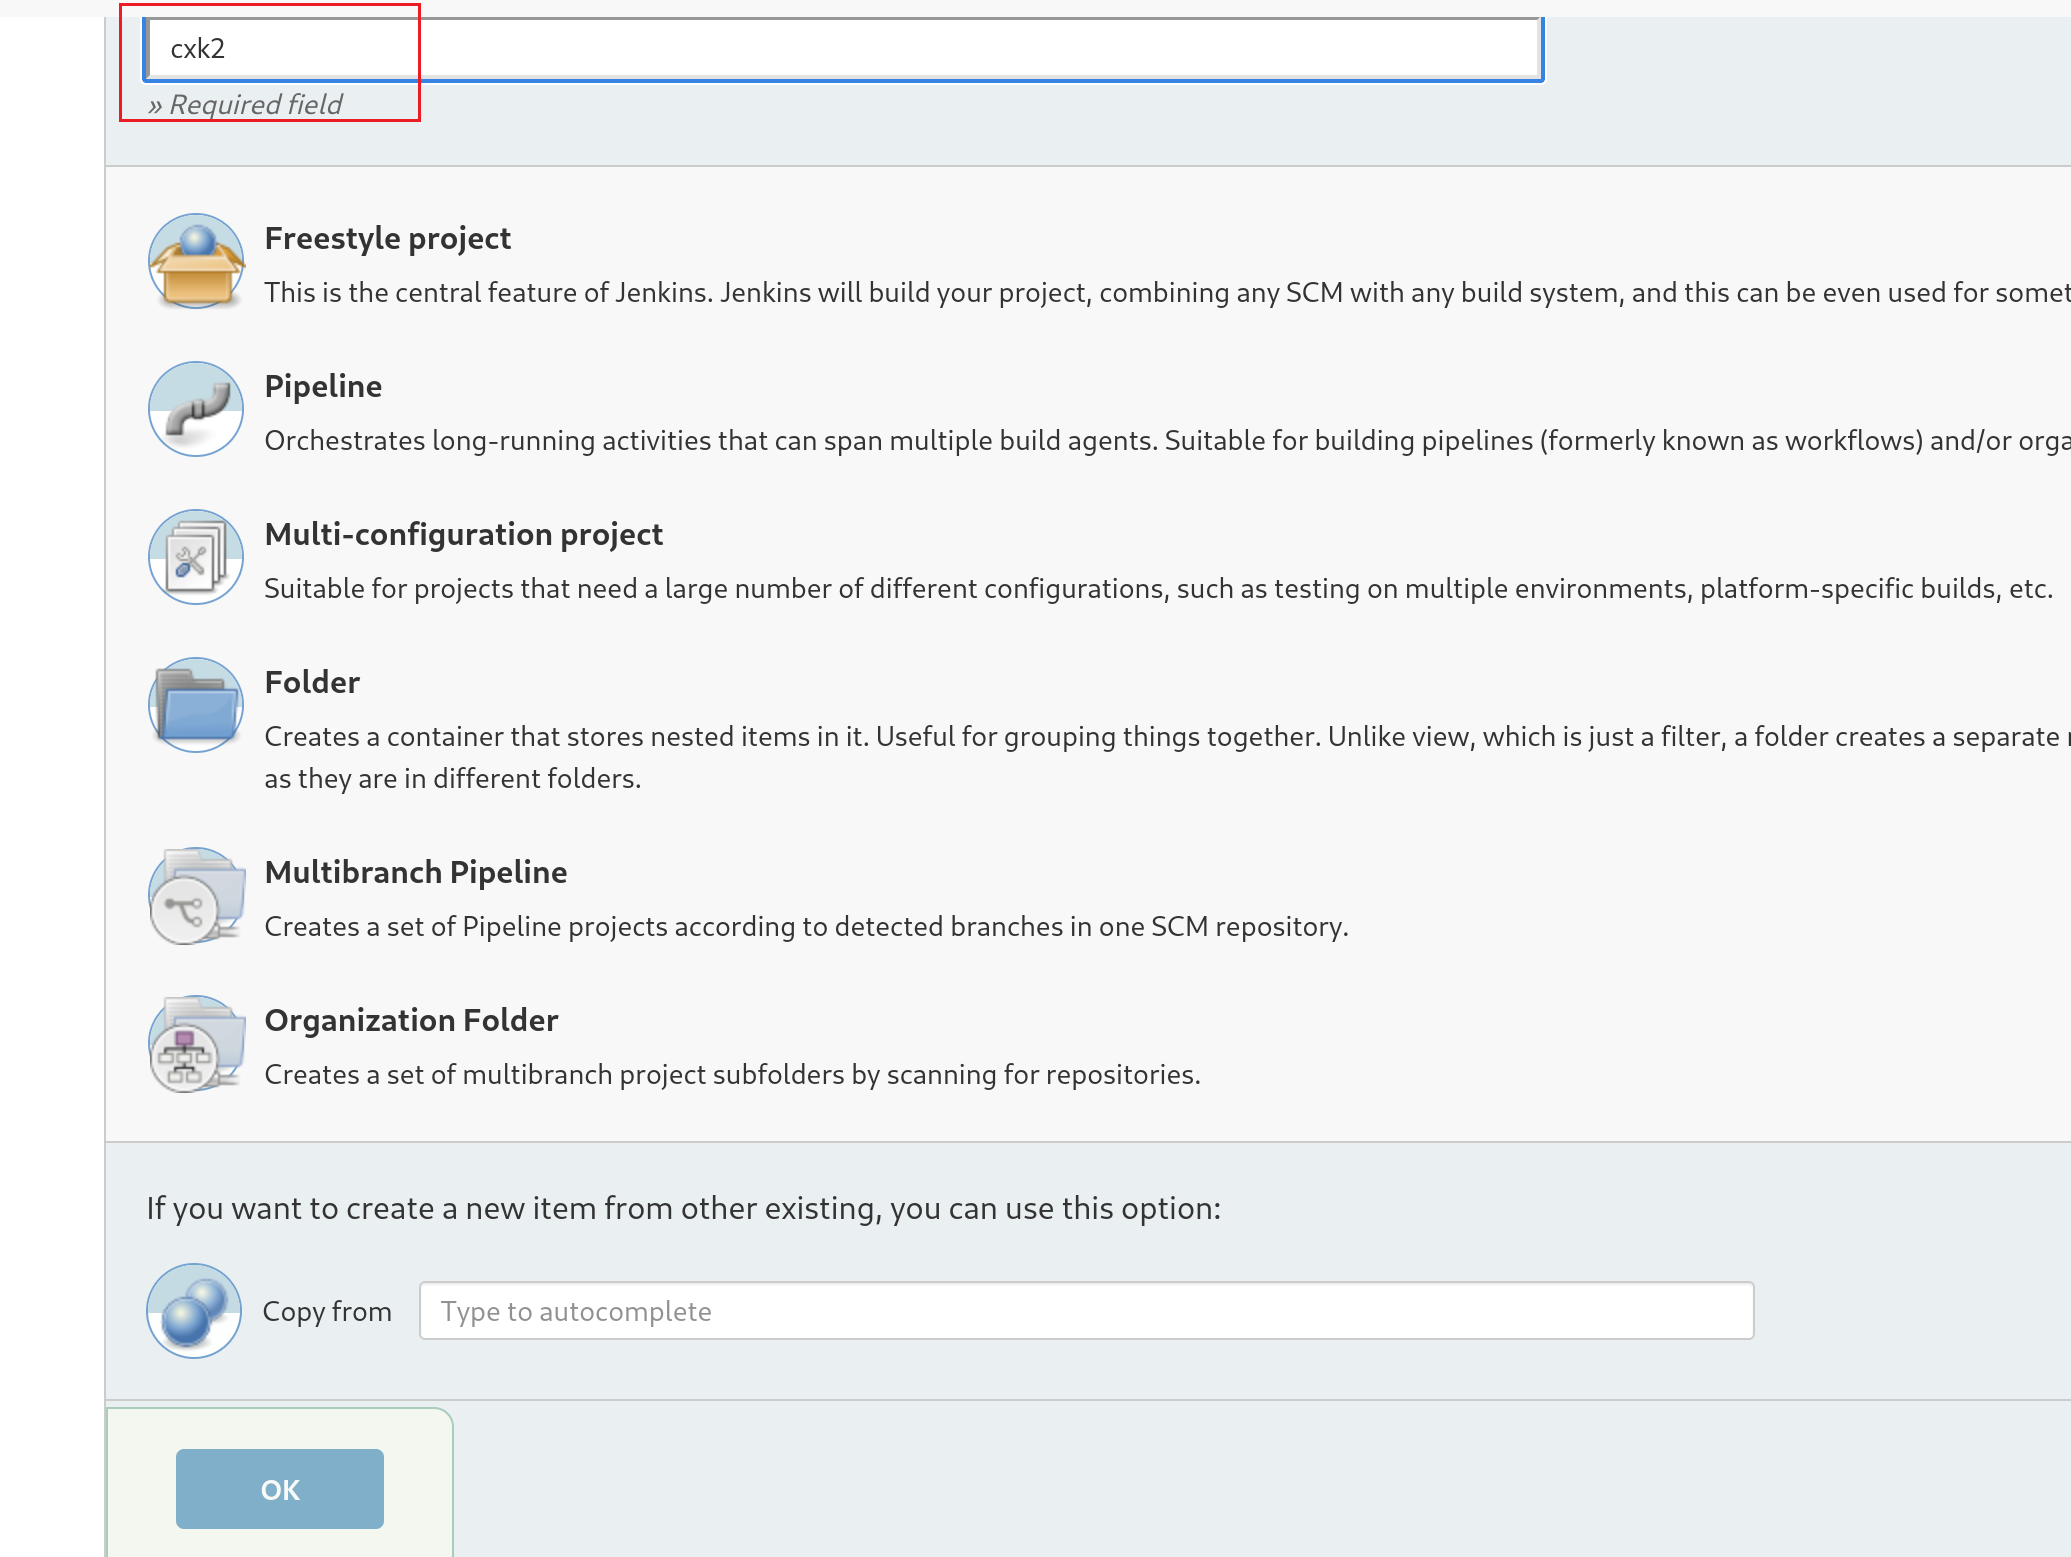 cxk2
» Required field
Freestyle project
This is the central feature of Jenkins. Jenkins will build your project, combining any SCM with any build system, and this can be even used for somet
Pipeline
Orchestrates long-running activities that can span multiple build agents. Suitable for building pipelines (formerly known as workflows) and/or orga
Multi-configuration project
Suitable for projects that need a large number of different configurations, such as testing on multiple environments, platform-specific builds, etc.
Folder
Creates a container that stores nested items in it. Useful for grouping things together. Unlike view, which is just a filter, a folder creates a separate
as they are in different folders.
Multibranch Pipeline
Creates a set of Pipeline projects according to detected branches in one SCM repository.
Organization Folder
Creates a set of multibranch project subfolders by scanning for repositories.
If you want to create a new item from other existing, you can use this option:
Copy from
Type to autocomplete
OK